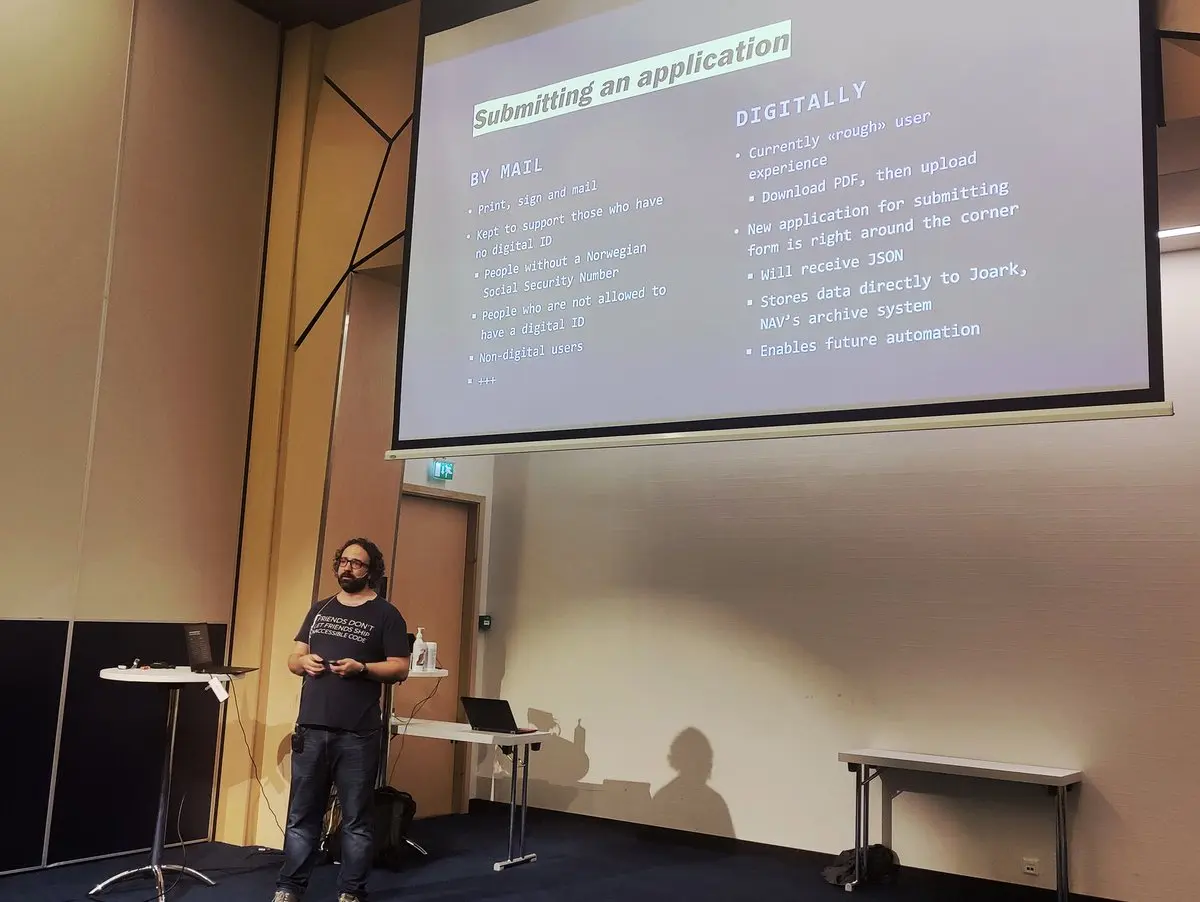 Submitting an application
BY MAIL
• Print, sign and mail
• Kept to support those who have
no digital ID
▪ People without a Norwegian
Social Security Number
▪ People who are not allowed to
have a digital ID
▪ Non-digital users
▪ +++
DIGITALLY
• Currently «rough» user
experience
▪ Download PDF, then upload
• New application for submitting
form is right around the corner
▪ Will receive JSON
▪ Stores data directly to Joark,
NAV's archive system
▪ Enables future automation
FRIENDS DON'T
LET FRIENDS SHIP
INACCESSIBLE CODE